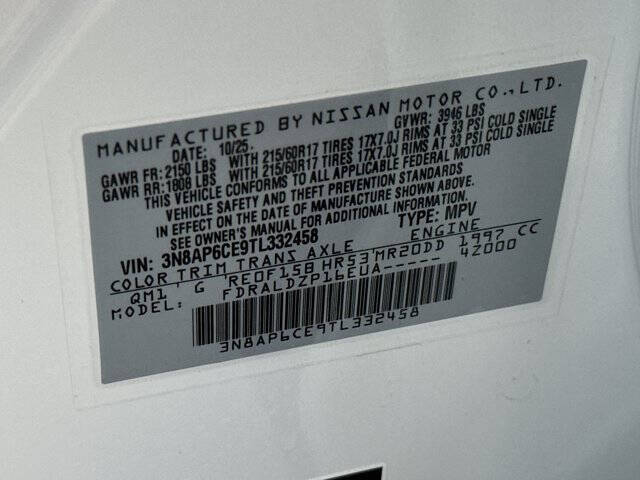 MANUFACTURED BY NISSAN MOTOR CO.,LTD.
DATE: 10/25. GVWR: 3946 LBS
GAWR FR: 2150 LBS WITH 215/60R17 TIRES 17X7.0J RIMS AT 33 PSI COLD SINGLE
GAWR RR: 1808 LBS WITH 215/60R17 TIRES 17X7.0J RIMS AT 33 PSI COLD SINGLE
THIS VEHICLE CONFORMS TO ALL APPLICABLE FEDERAL MOTOR
VEHICLE SAFETY AND THEFT PREVENTION STANDARDS
IN EFFECT ON THE DATE OF MANUFACTURE SHOWN ABOVE.
SEE OWNER'S MANUAL FOR MORE INFORMATION.
VIN: 3N8AP6CE9TL332458 TYPE: MPV
COLOR TRIM TRANS AXLE ENGINE
QM1 G RE0F15B HR53 MR20DD 1997 CC
MODEL: FDRALDZP16EUA 4Z000
3N8AP6CE9TL332458